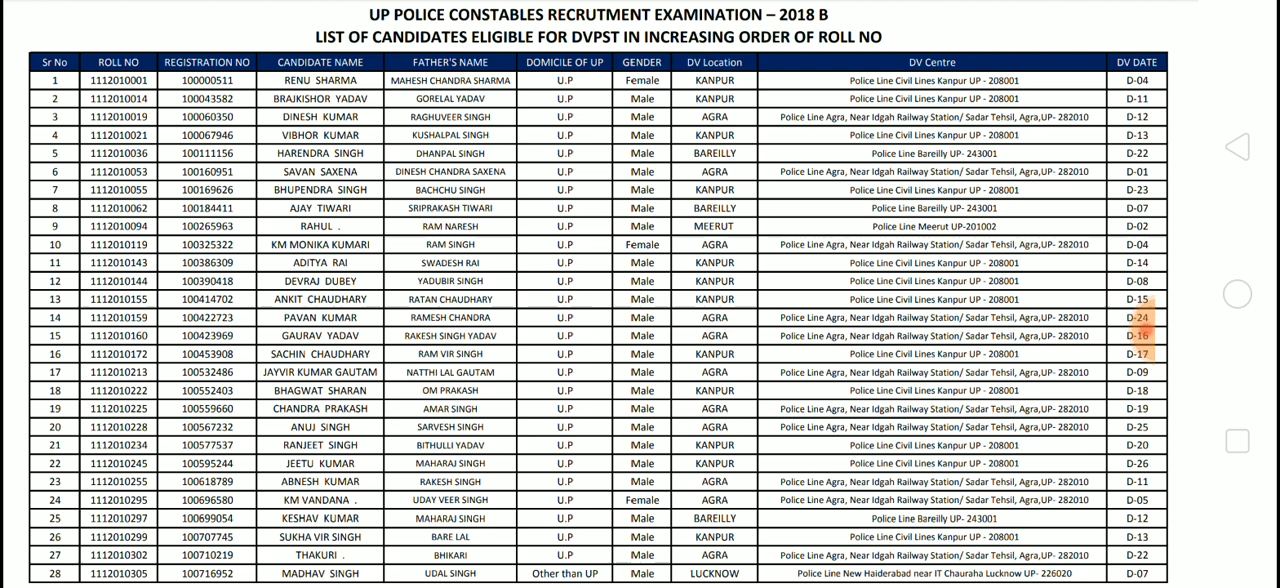 UP POLICE CONSTABLES RECRUTMENT EXAMINATION – 2018 B
LIST OF CANDIDATES ELIGIBLE FOR DVPST IN INCREASING ORDER OF ROLL NO
Sr No ROLL NO REGISTRATION NO CANDIDATE NAME FATHER'S NAME DOMICILE OF UP GENDER DV Location DV Centre DV DATE
1 1112010001 100000511 RENU SHARMA MAHESH CHANDRA SHARMA U.P Female KANPUR Police Line Civil Lines Kanpur UP - 208001 D-04
2 1112010014 100043582 BRAJKISHOR YADAV GORELAL YADAV U.P Male KANPUR Police Line Civil Lines Kanpur UP - 208001 D-11
3 1112010019 100060350 DINESH KUMAR RAGHUVEER SINGH U.P Male AGRA Police Line Agra, Near Idgah Railway Station/ Sadar Tehsil, Agra,UP- 282010 D-12
4 1112010021 100067946 VIBHOR KUMAR KUSHALPAL SINGH U.P Male KANPUR Police Line Civil Lines Kanpur UP - 208001 D-13
5 1112010036 100111156 HARENDRA SINGH DHANPAL SINGH U.P Male BAREILLY Police Line Bareilly UP- 243001 D-22
6 1112010053 100160951 SAVAN SAXENA DINESH CHANDRA SAXENA U.P Male AGRA Police Line Agra, Near Idgah Railway Station/ Sadar Tehsil, Agra,UP- 282010 D-01
7 1112010055 100169626 BHUPENDRA SINGH BACHCHU SINGH U.P Male KANPUR Police Line Civil Lines Kanpur UP - 208001 D-23
8 1112010062 100184411 AJAY TIWARI SRIPRAKASH TIWARI U.P Male BAREILLY Police Line Bareilly UP- 243001 D-07
9 1112010094 100265963 RAHUL . RAM NARESH U.P Male MEERUT Police Line Meerut UP-201002 D-02
10 1112010119 100325322 KM MONIKA KUMARI RAM SINGH U.P Female AGRA Police Line Agra, Near Idgah Railway Station/ Sadar Tehsil, Agra,UP- 282010 D-04
11 1112010143 100386309 ADITYA RAI SWADESH RAI U.P Male KANPUR Police Line Civil Lines Kanpur UP - 208001 D-14
12 1112010144 100390418 DEVRAJ DUBEY YADUBIR SINGH U.P Male KANPUR Police Line Civil Lines Kanpur UP - 208001 D-08
13 1112010155 100414702 ANKIT CHAUDHARY RATAN CHAUDHARY U.P Male KANPUR Police Line Civil Lines Kanpur UP - 208001 D-15
14 1112010159 100422723 PAVAN KUMAR RAMESH CHANDRA U.P Male AGRA Police Line Agra, Near Idgah Railway Station/ Sadar Tehsil, Agra,UP- 282010 D-24
15 1112010160 100423969 GAURAV YADAV RAKESH SINGH YADAV U.P Male AGRA Police Line Agra, Near Idgah Railway Station/ Sadar Tehsil, Agra,UP- 282010 D-16
16 1112010172 100453908 SACHIN CHAUDHARY RAM VIR SINGH U.P Male KANPUR Police Line Civil Lines Kanpur UP - 208001 D-17
17 1112010213 100532486 JAYVIR KUMAR GAUTAM NATTHI LAL GAUTAM U.P Male AGRA Police Line Agra, Near Idgah Railway Station/ Sadar Tehsil, Agra,UP- 282010 D-09
18 1112010222 100552403 BHAGWAT SHARAN OM PRAKASH U.P Male KANPUR Police Line Civil Lines Kanpur UP - 208001 D-18
19 1112010225 100559660 CHANDRA PRAKASH AMAR SINGH U.P Male AGRA Police Line Agra, Near Idgah Railway Station/ Sadar Tehsil, Agra,UP- 282010 D-19
20 1112010228 100567232 ANUJ SINGH SARVESH SINGH U.P Male AGRA Police Line Agra, Near Idgah Railway Station/ Sadar Tehsil, Agra,UP- 282010 D-25
21 1112010234 100577537 RANJEET SINGH BITHULLI YADAV U.P Male KANPUR Police Line Civil Lines Kanpur UP - 208001 D-20
22 1112010245 100595244 JEETU KUMAR MAHARAJ SINGH U.P Male KANPUR Police Line Civil Lines Kanpur UP - 208001 D-26
23 1112010255 100618789 ABNESH KUMAR RAKESH SINGH U.P Male AGRA Police Line Agra, Near Idgah Railway Station/ Sadar Tehsil, Agra,UP- 282010 D-11
24 1112010295 100696580 KM VANDANA . UDAY VEER SINGH U.P Female AGRA Police Line Agra, Near Idgah Railway Station/ Sadar Tehsil, Agra,UP- 282010 D-05
25 1112010297 100699054 KESHAV KUMAR MAHARAJ SINGH U.P Male BAREILLY Police Line Bareilly UP- 243001 D-12
26 1112010299 100707745 SUKHA VIR SINGH BARE LAL U.P Male KANPUR Police Line Civil Lines Kanpur UP - 208001 D-13
27 1112010302 100710219 THAKURI . BHIKARI U.P Male AGRA Police Line Agra, Near Idgah Railway Station/ Sadar Tehsil, Agra,UP- 282010 D-22
28 1112010305 100716952 MADHAV SINGH UDAL SINGH Other than UP Male LUCKNOW Police Line New Haiderabad near IT Chauraha Lucknow UP- 226020 D-07